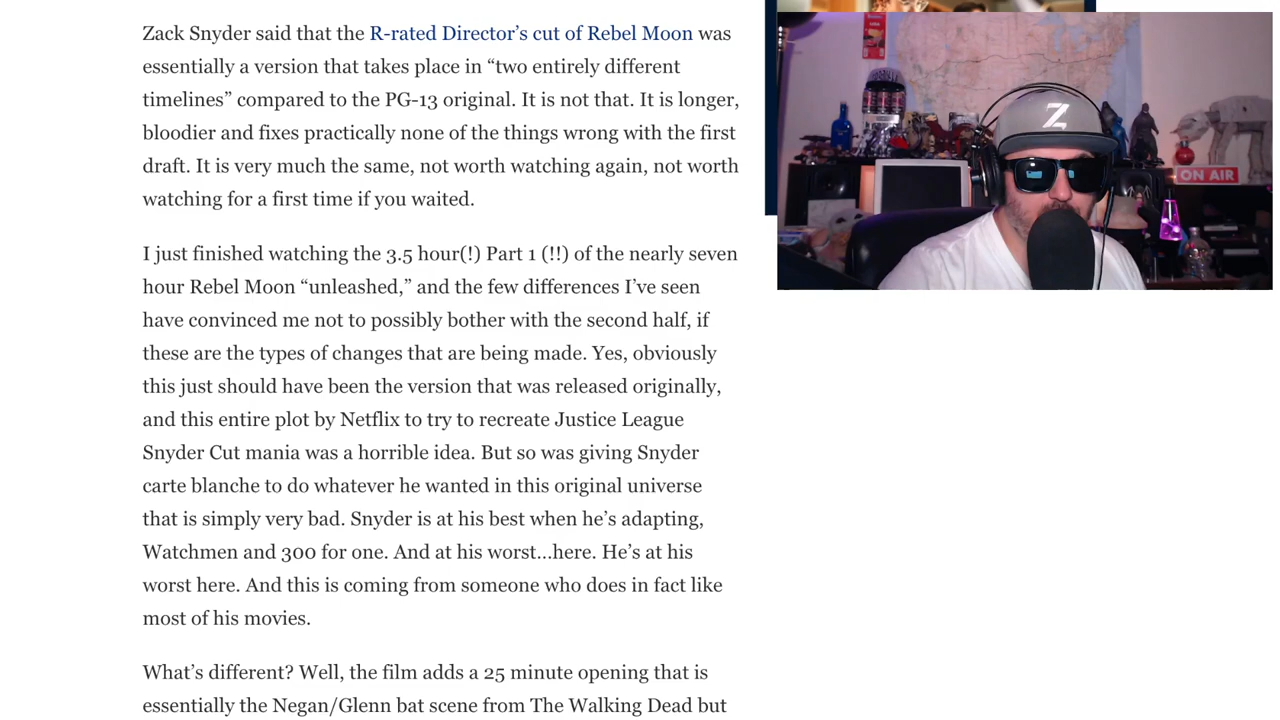 Zack Snyder said that the R-rated Director’s cut of Rebel Moon was
essentially a version that takes place in “two entirely different
timelines” compared to the PG-13 original. It is not that. It is longer,
bloodier and fixes practically none of the things wrong with the first
draft. It is very much the same, not worth watching again, not worth
watching for a first time if you waited.
I just finished watching the 3.5 hour(!) Part 1 (!!) of the nearly seven
hour Rebel Moon “unleashed,” and the few differences I’ve seen
have convinced me not to possibly bother with the second half, if
these are the types of changes that are being made. Yes, obviously
this just should have been the version that was released originally,
and this entire plot by Netflix to try to recreate Justice League
Snyder Cut mania was a horrible idea. But so was giving Snyder
carte blanche to do whatever he wanted in this original universe
that is simply very bad. Snyder is at his best when he’s adapting,
Watchmen and 300 for one. And at his worst…here. He’s at his
worst here. And this is coming from someone who does in fact like
most of his movies.
What’s different? Well, the film adds a 25 minute opening that is
essentially the Negan/Glenn bat scene from The Walking Dead but
Z
ON AIR